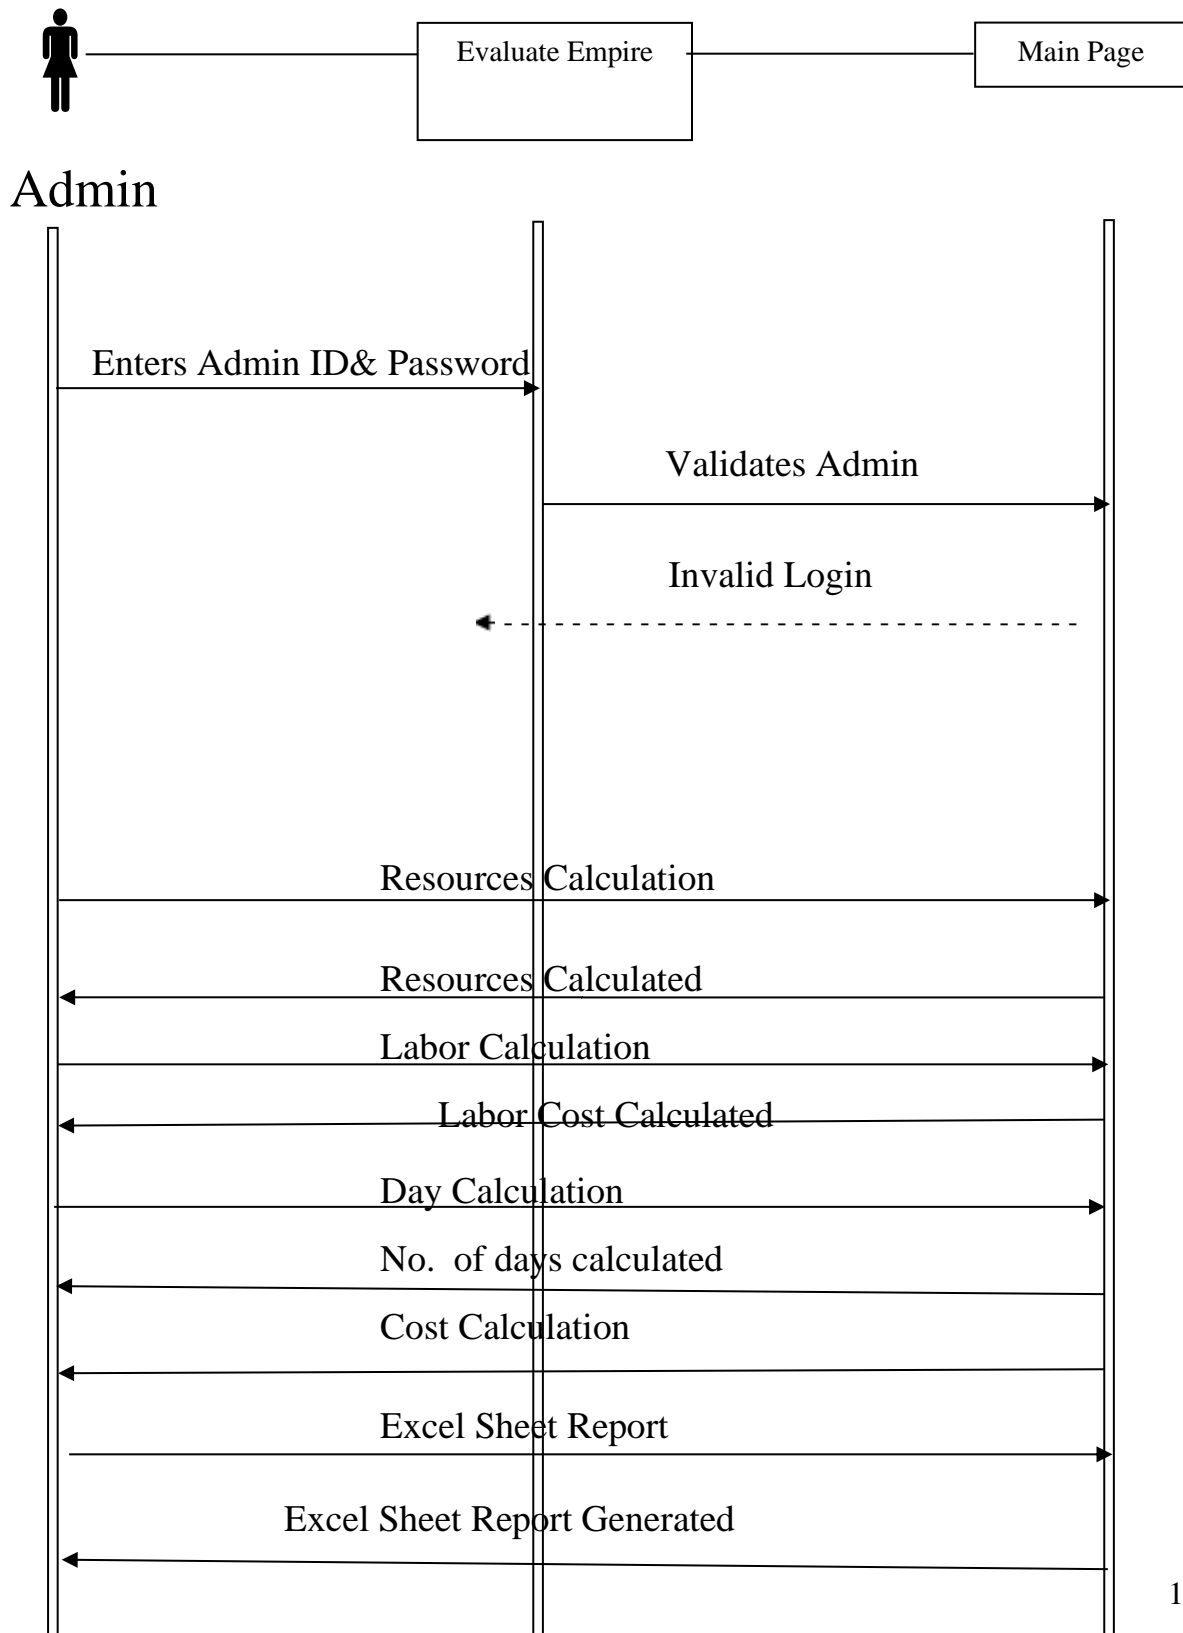 Evaluate Empire
Main Page
Admin
Enters Admin ID& Password
Validates Admin
Invalid Login
Resources Calculation
Resources Calculated
Labor Calculation
Labor Cost Calculated
Day Calculation
No.  of days calculated
Cost Calculation
Excel Sheet Report
Excel Sheet Report Generated
1